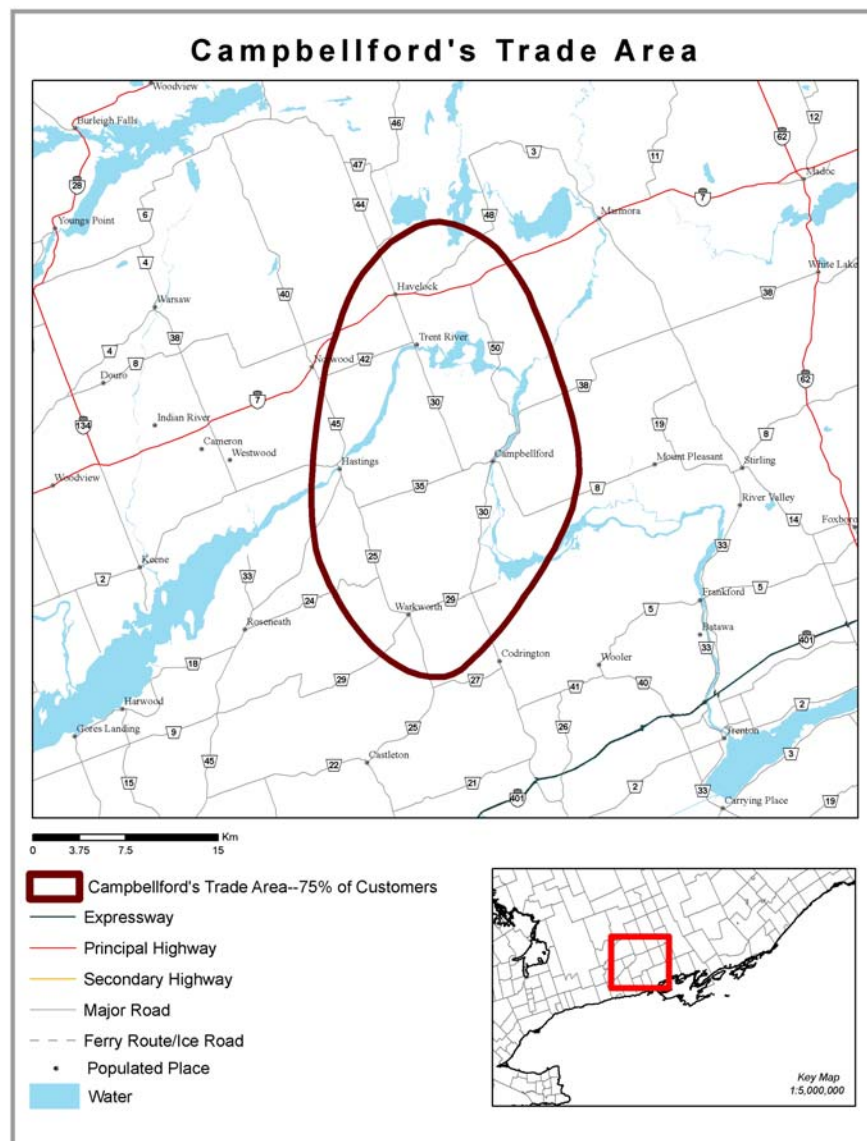 Campbellford's Trade Area
Woodview
Burleigh Falls
46
12
62
3
11
28
47
Madoc
7
44
6
48
Marmora
Youngs Point
4
White Lake
40
Havelock
38
Warsaw
38
Trent River
50
4
8
42
Norwood
62
Douro
7
38
30
134
Indian River
45
19
8
Cameron
Westwood
Campbellford
Mount Pleasant
Stirling
Woodview
Hastings
35
8
River Valley
30
14
Foxboro
33
25
Keene
2
33
5
24
29
Frankford
Warkworth
5
Roseneath
Batawa
401
33
18
Codrington
Wooler
29
27
41
40
Harwood
2
25
26
9
Gores Landing
Trenton
3
45
22
Castleton
15
21
2
33
401
Carrying Place
19
Km
0 3.75 7.5 15
Campbellford's Trade Area--75% of Customers
Expressway
Principal Highway
Secondary Highway
Major Road
Ferry Route/Ice Road
Populated Place
Water
Key Map
1:5,000,000